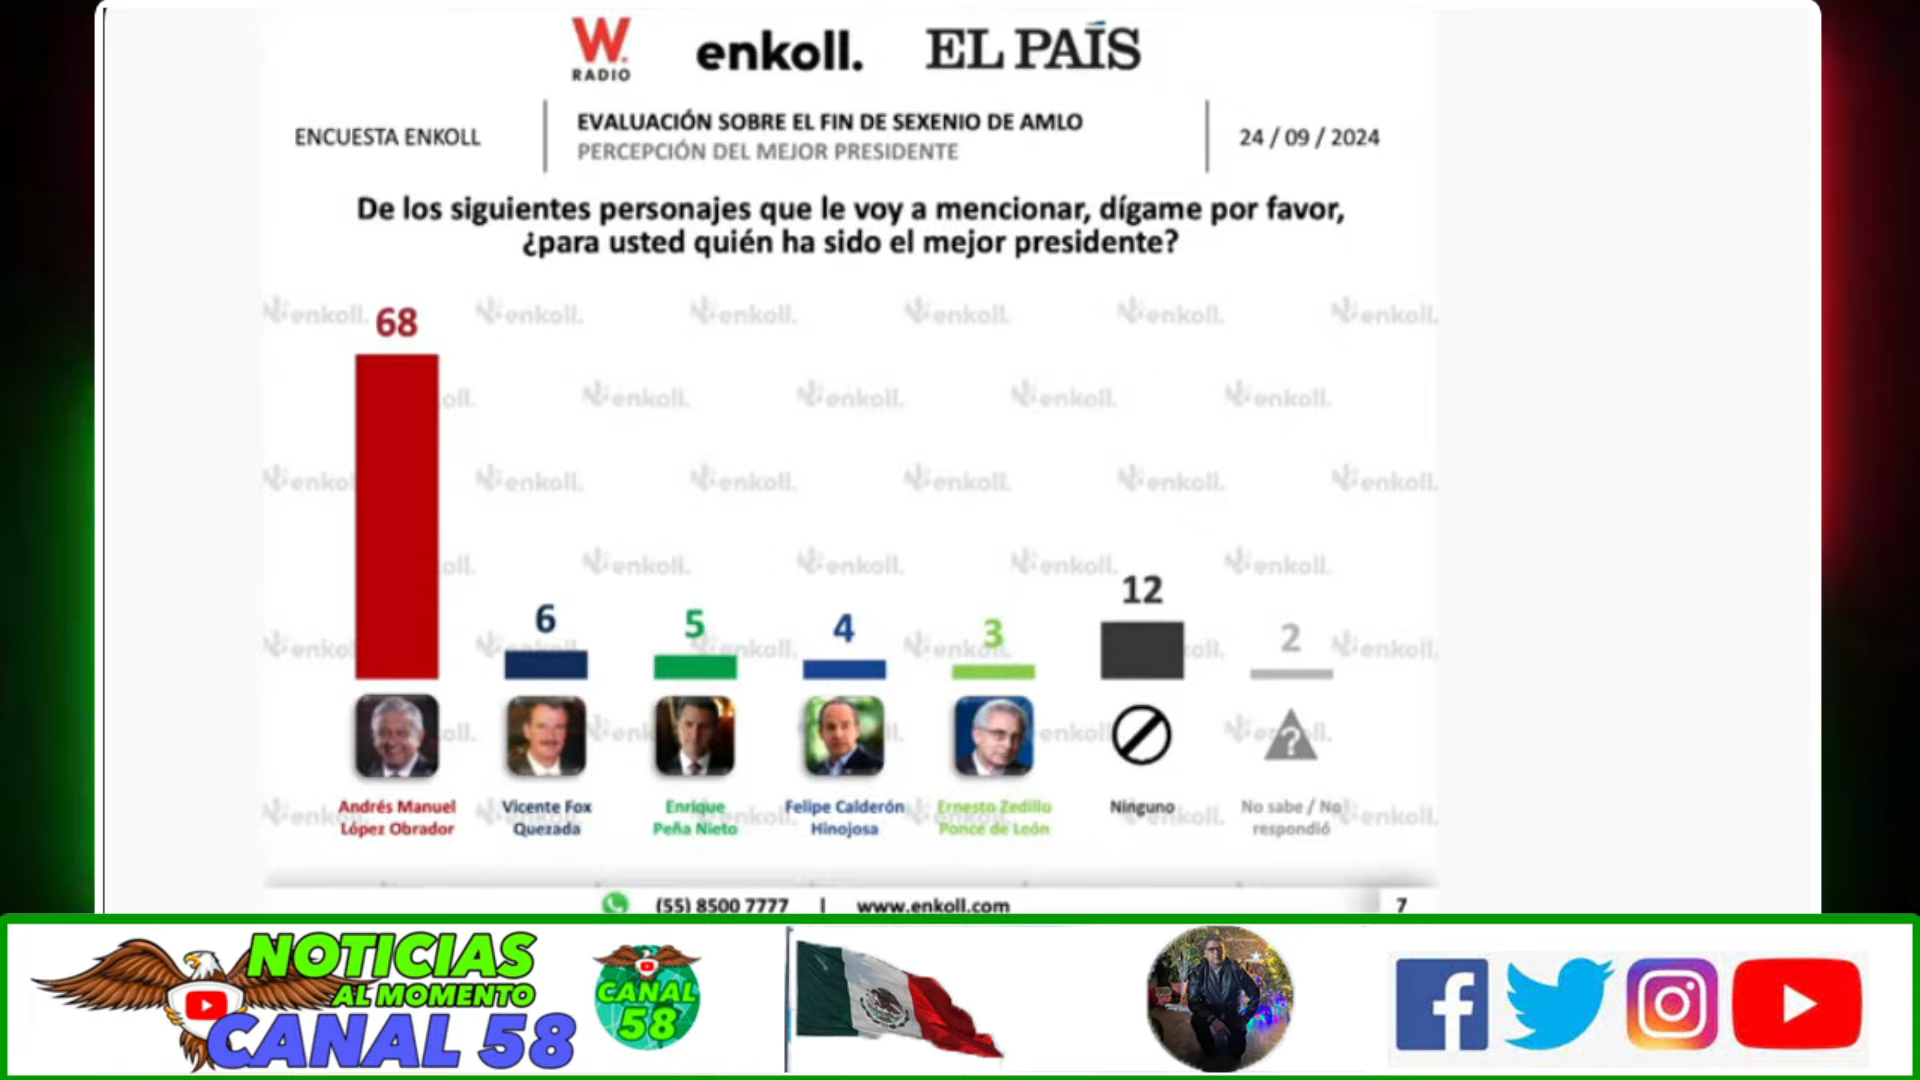 W
RADIO
enkoll.
EL PAÍS
ENCUESTA ENKOLL
EVALUACIÓN SOBRE EL FIN DE SEXENIO DE AMLO
PERCEPCIÓN DEL MEJOR PRESIDENTE
24 / 09 / 2024
De los siguientes personajes que le voy a mencionar, dígame por favor,
¿para usted quién ha sido el mejor presidente?
68
6
5
4
3
12
2
?
Andrés Manuel
López Obrador
Vicente Fox
Quezada
Enrique
Peña Nieto
Felipe Calderón
Hinojosa
Ernesto Zedillo
Ponce de León
Ninguno
No sabe / No
respondió
enkoll.
(55) 8500 7777 | www.enkoll.com
7
NOTICIAS
AL MOMENTO
CANAL 58
CANAL
58